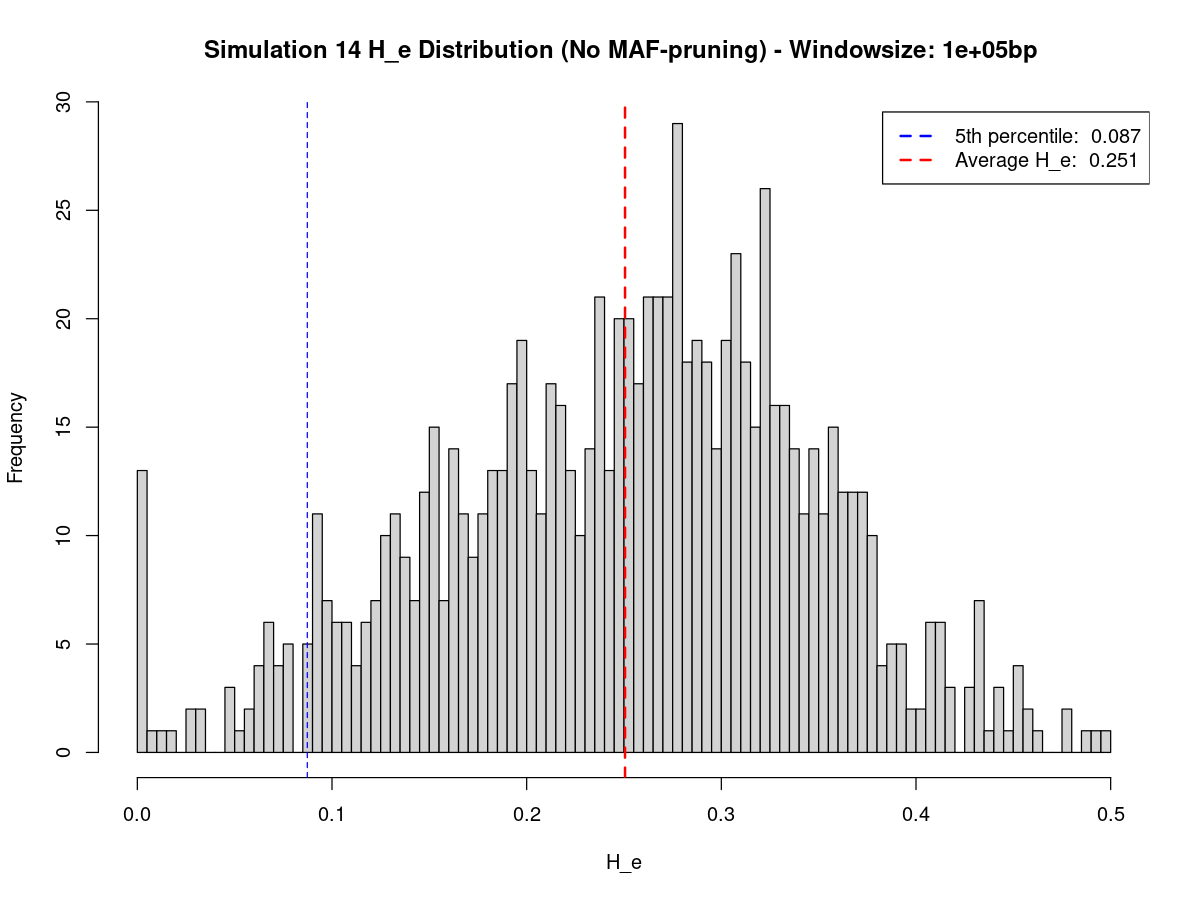 Simulation 14 H_e Distribution (No MAF-pruning) - Windowsize: 1e+05bp
5th percentile:  0.087
Average H_e:  0.251
Frequency
30
25
20
15
10
5
0
0.0
0.1
0.2
0.3
0.4
0.5
H_e